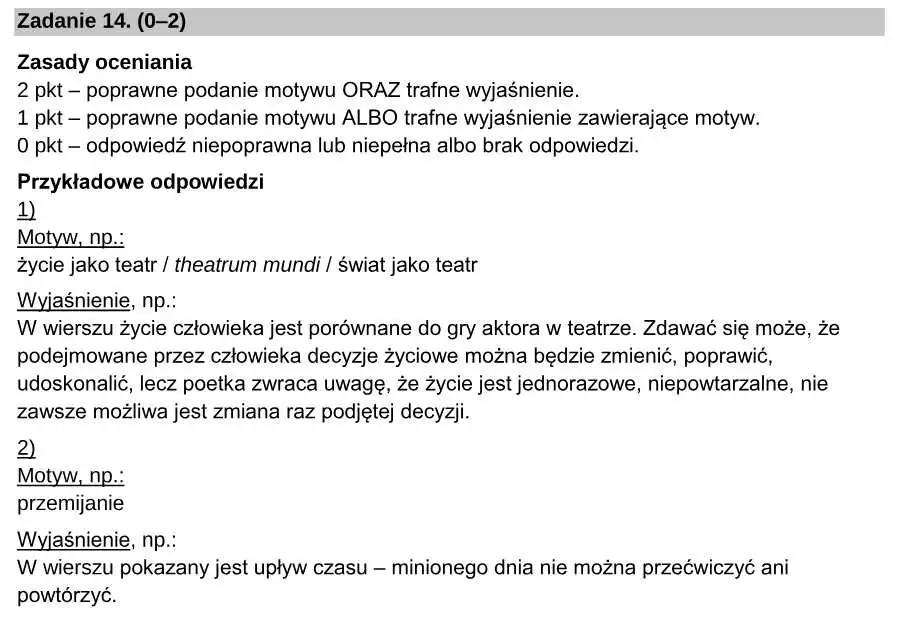 Zadanie 14. (0–2)
Zasady oceniania
2 pkt – poprawne podanie motywu ORAZ trafne wyjaśnienie.
1 pkt – poprawne podanie motywu ALBO trafne wyjaśnienie zawierające motyw.
0 pkt – odpowiedź niepoprawna lub niepełna albo brak odpowiedzi.
Przykładowe odpowiedzi
1)
Motyw, np.:
życie jako teatr / theatrum mundi / świat jako teatr
Wyjaśnienie, np.:
W wierszu życie człowieka jest porównane do gry aktora w teatrze. Zdawać się może, że
podejmowane przez człowieka decyzje życiowe można będzie zmienić, poprawić,
udoskonalić, lecz poetka zwraca uwagę, że życie jest jednorazowe, niepowtarzalne, nie
zawsze możliwa jest zmiana raz podjętej decyzji.
2)
Motyw, np.:
przemijanie
Wyjaśnienie, np.:
W wierszu pokazany jest upływ czasu – minionego dnia nie można przećwiczyć ani
powtórzyć.